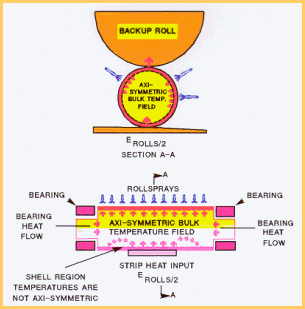 BACKUP ROLL
AXI-
SYMMETRIC
BULK TEMP.
FIELD
E ROLLS/2
SECTION A-A
A
ROLLSPRAYS
BEARING
BEARING
AXI-SYMMETRIC BULK
TEMPERATURE FIELD
BEARING
HEAT
FLOW
BEARING
HEAT
FLOW
STRIP HEAT INPUT
E ROLLS/2
SHELL REGION
TEMPERATURES ARE
NOT AXI-SYMMETRIC
A